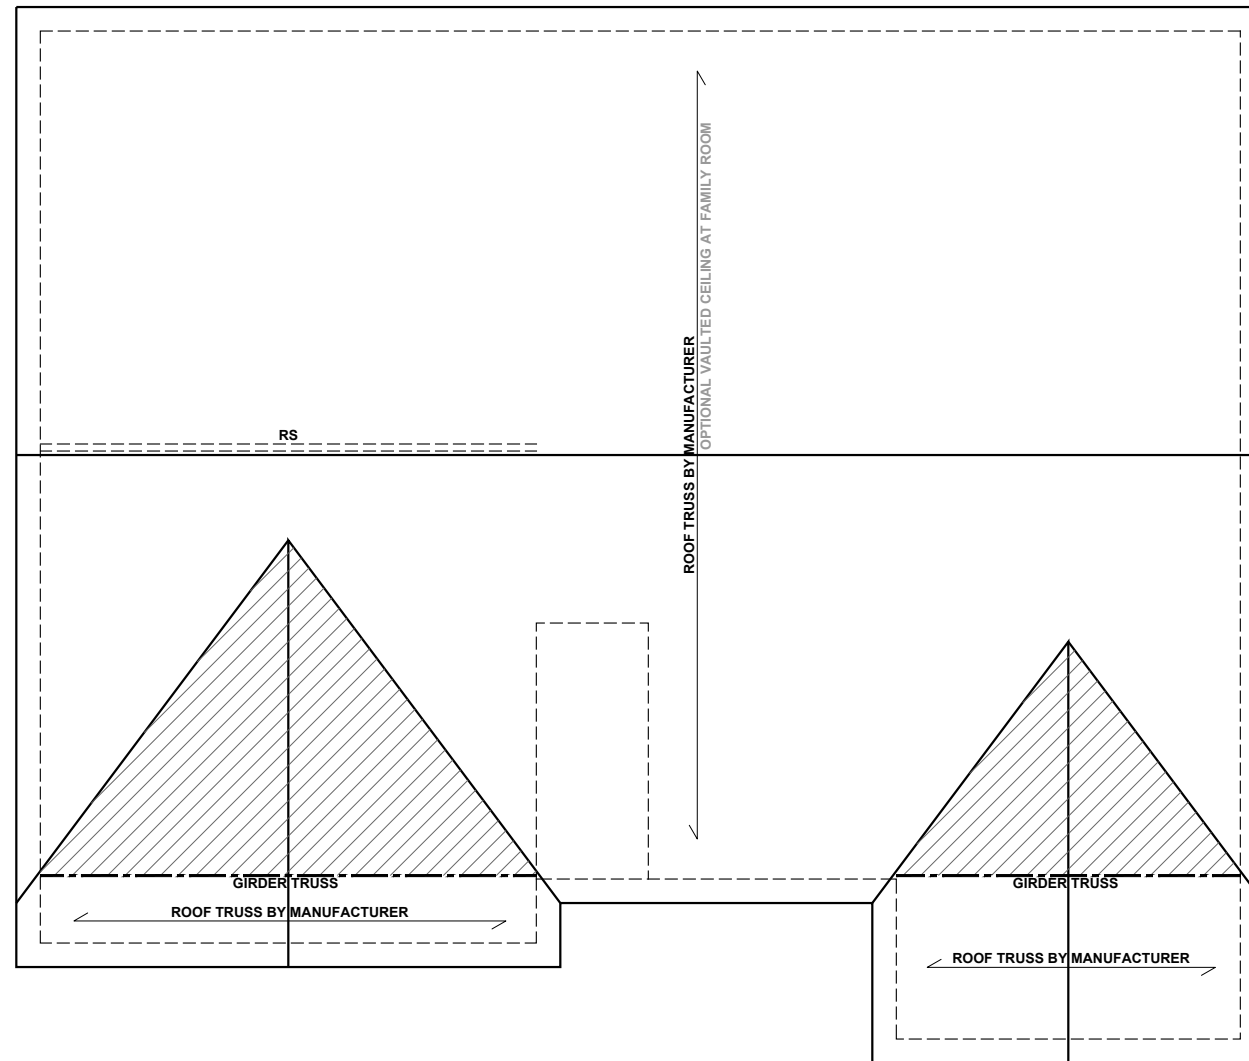 OPTIONAL VAULTED CEILING AT FAMILY ROOM
ROOF TRUSS BY MANUFACTURER
RS
GIRDER TRUSS
ROOF TRUSS BY MANUFACTURER
GIRDER TRUSS
ROOF TRUSS BY MANUFACTURER